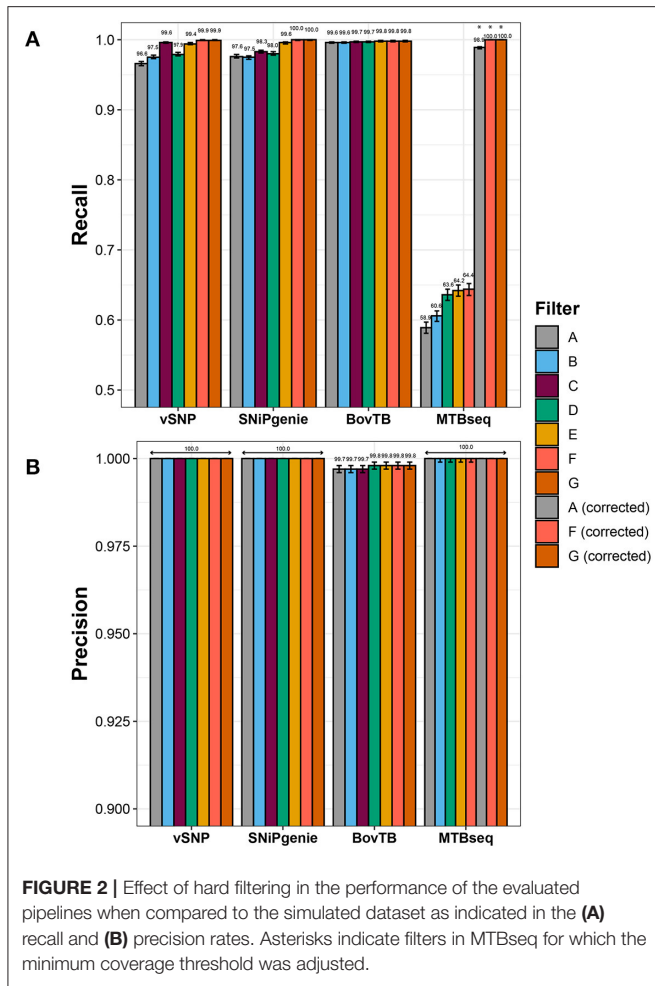 A
Recall
1.0
0.9
0.8
0.7
0.6
0.5
96.6 97.5 99.6 97.9 99.4 99.9 99.9
97.6 97.5 98.3 98.0 99.6 100.0 100.0
99.6 99.6 99.7 99.7 99.8 99.8 99.8
58.9 60.6 63.6 64.2 64.4 98.9 100.0 100.0
* * *
vSNP SNiPgenie BovTB MTBseq
B
Precision
1.000
0.975
0.950
0.925
0.900
100.0 100.0 99.7 99.7 99.7 99.8 99.8 99.8 99.8 100.0
vSNP SNiPgenie BovTB MTBseq
Filter
A
B
C
D
E
F
G
A (corrected)
F (corrected)
G (corrected)
FIGURE 2 | Effect of hard filtering in the performance of the evaluated
pipelines when compared to the simulated dataset as indicated in the (A)
recall and (B) precision rates. Asterisks indicate filters in MTBseq for which the
minimum coverage threshold was adjusted.